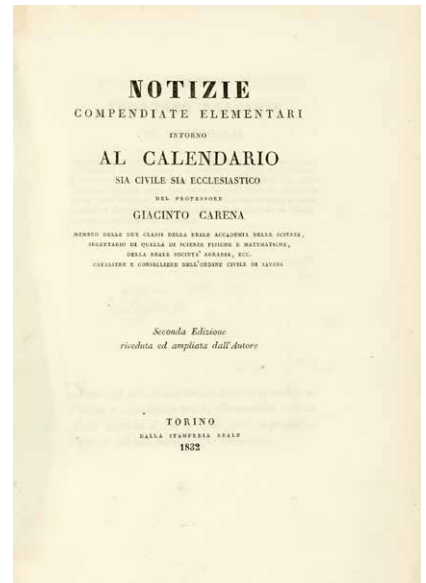 NOTIZIE
COMPENDIATE ELEMENTARI
INTORNO
AL CALENDARIO
SIA CIVILE SIA ECCLESIASTICO
DEL PROFESSORE
GIACINTO CARENA
MEMBRO DELLE DUE CLASSI DELLA REALE ACCADEMIA DELLE SCIENZE,
SEGRETARIO DI QUELLA DI SCIENZE FISICHE E MATEMATICHE,
DELLA REALE SOCIETA' AGRARIA, ECC.
CAVALIERE E CONSIGLIERE DELL'ORDINE CIVILE DI SAVOIA
Seconda Edizione
riveduta ed ampliata dall'Autore
TORINO
DALLA STAMPERIA REALE
1832